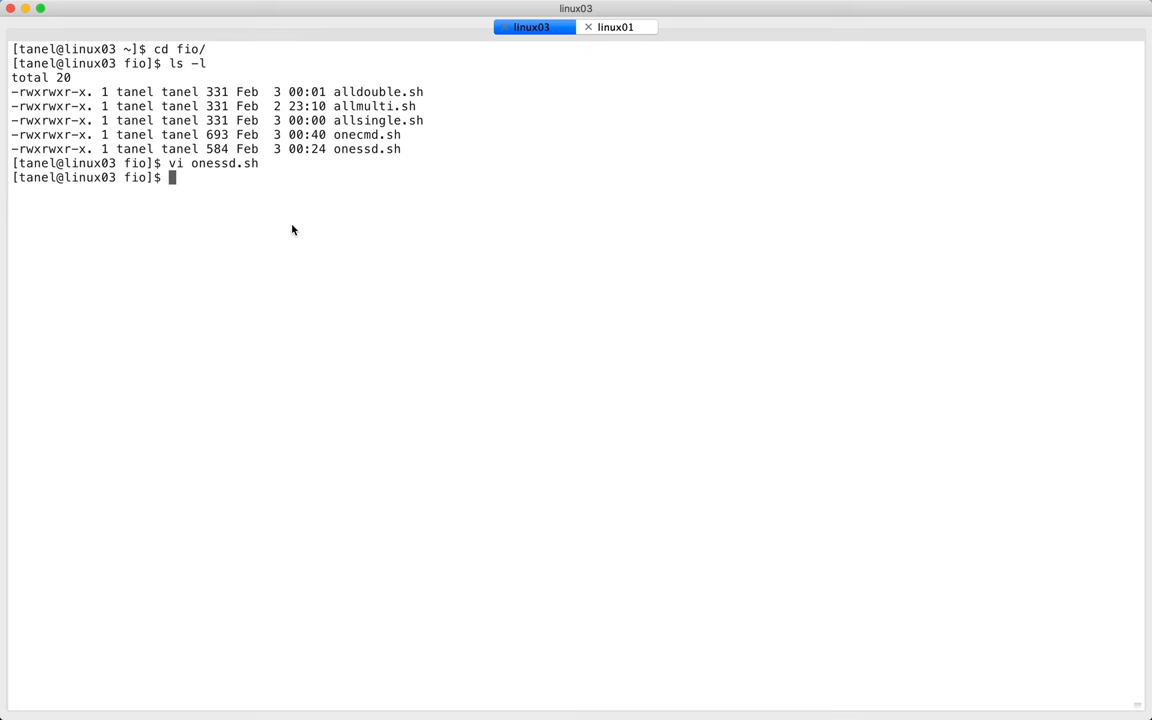 linux03
linux03
✕ linux01
[tanel@linux03 ~]$ cd fio/
[tanel@linux03 fio]$ ls -l
total 20
-rwxrwxr-x. 1 tanel tanel 331 Feb  3 00:01 alldouble.sh
-rwxrwxr-x. 1 tanel tanel 331 Feb  2 23:10 allmulti.sh
-rwxrwxr-x. 1 tanel tanel 331 Feb  3 00:00 allsingle.sh
-rwxrwxr-x. 1 tanel tanel 693 Feb  3 00:40 onecmd.sh
-rwxrwxr-x. 1 tanel tanel 584 Feb  3 00:24 onessd.sh
[tanel@linux03 fio]$ vi onessd.sh
[tanel@linux03 fio]$